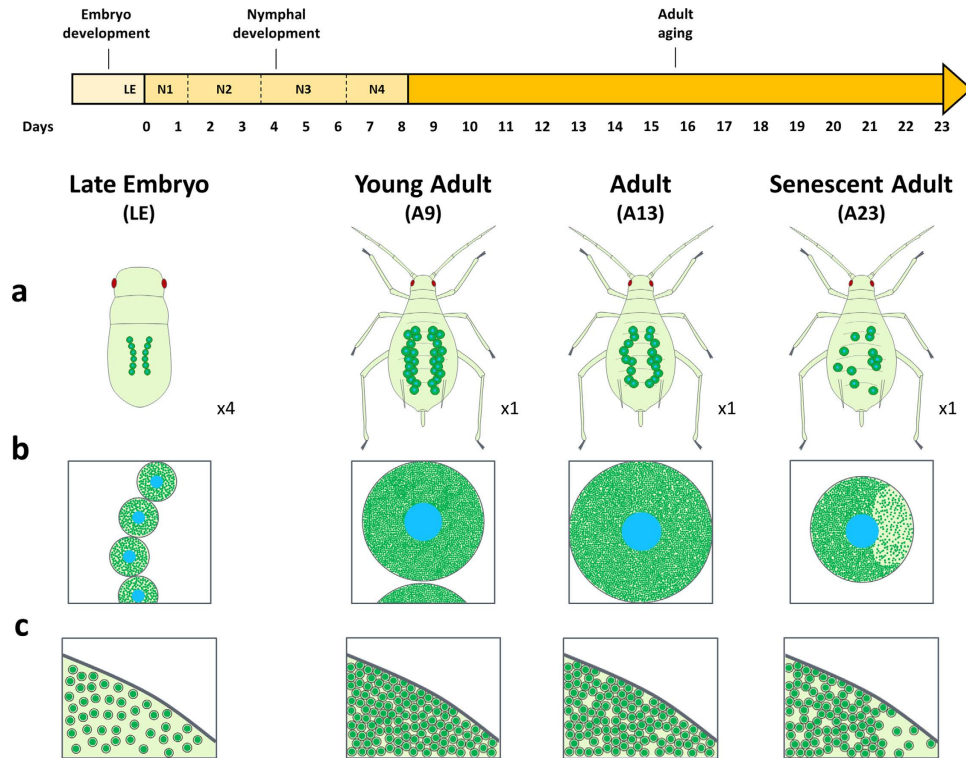 Embryo
development
Nymphal
development
Adult
aging
LE N1 N2 N3 N4
Days 0 1 2 3 4 5 6 7 8 9 10 11 12 13 14 15 16 17 18 19 20 21 22 23
Late Embryo
(LE)
Young Adult
(A9)
Adult
(A13)
Senescent Adult
(A23)
a
x4
x1
x1
x1
b
c